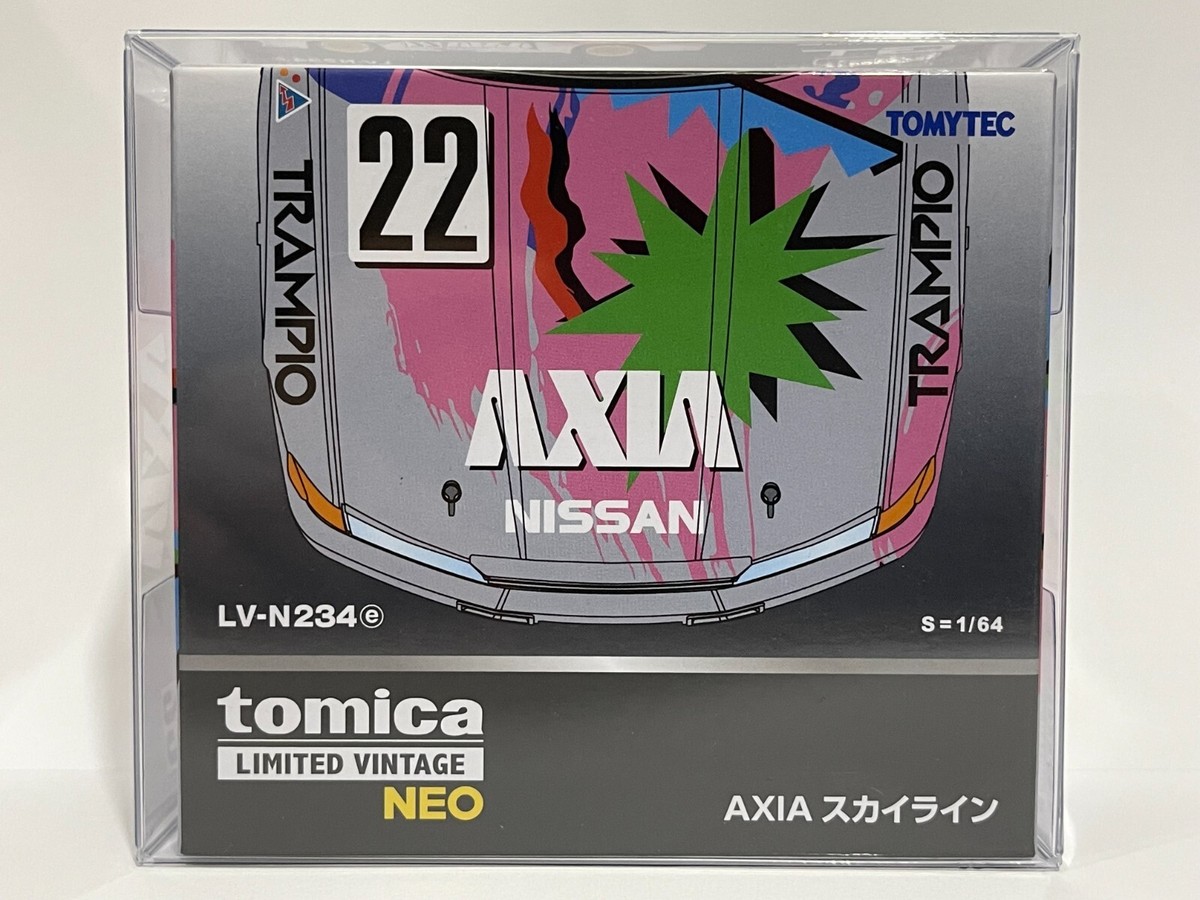 22
TOMYTEC
TRAMPIO
TRAMPIO
AXIA
NISSAN
LV-N234ⓔ
S=1/64
tomica
LIMITED VINTAGE
NEO
AXIA スカイライン